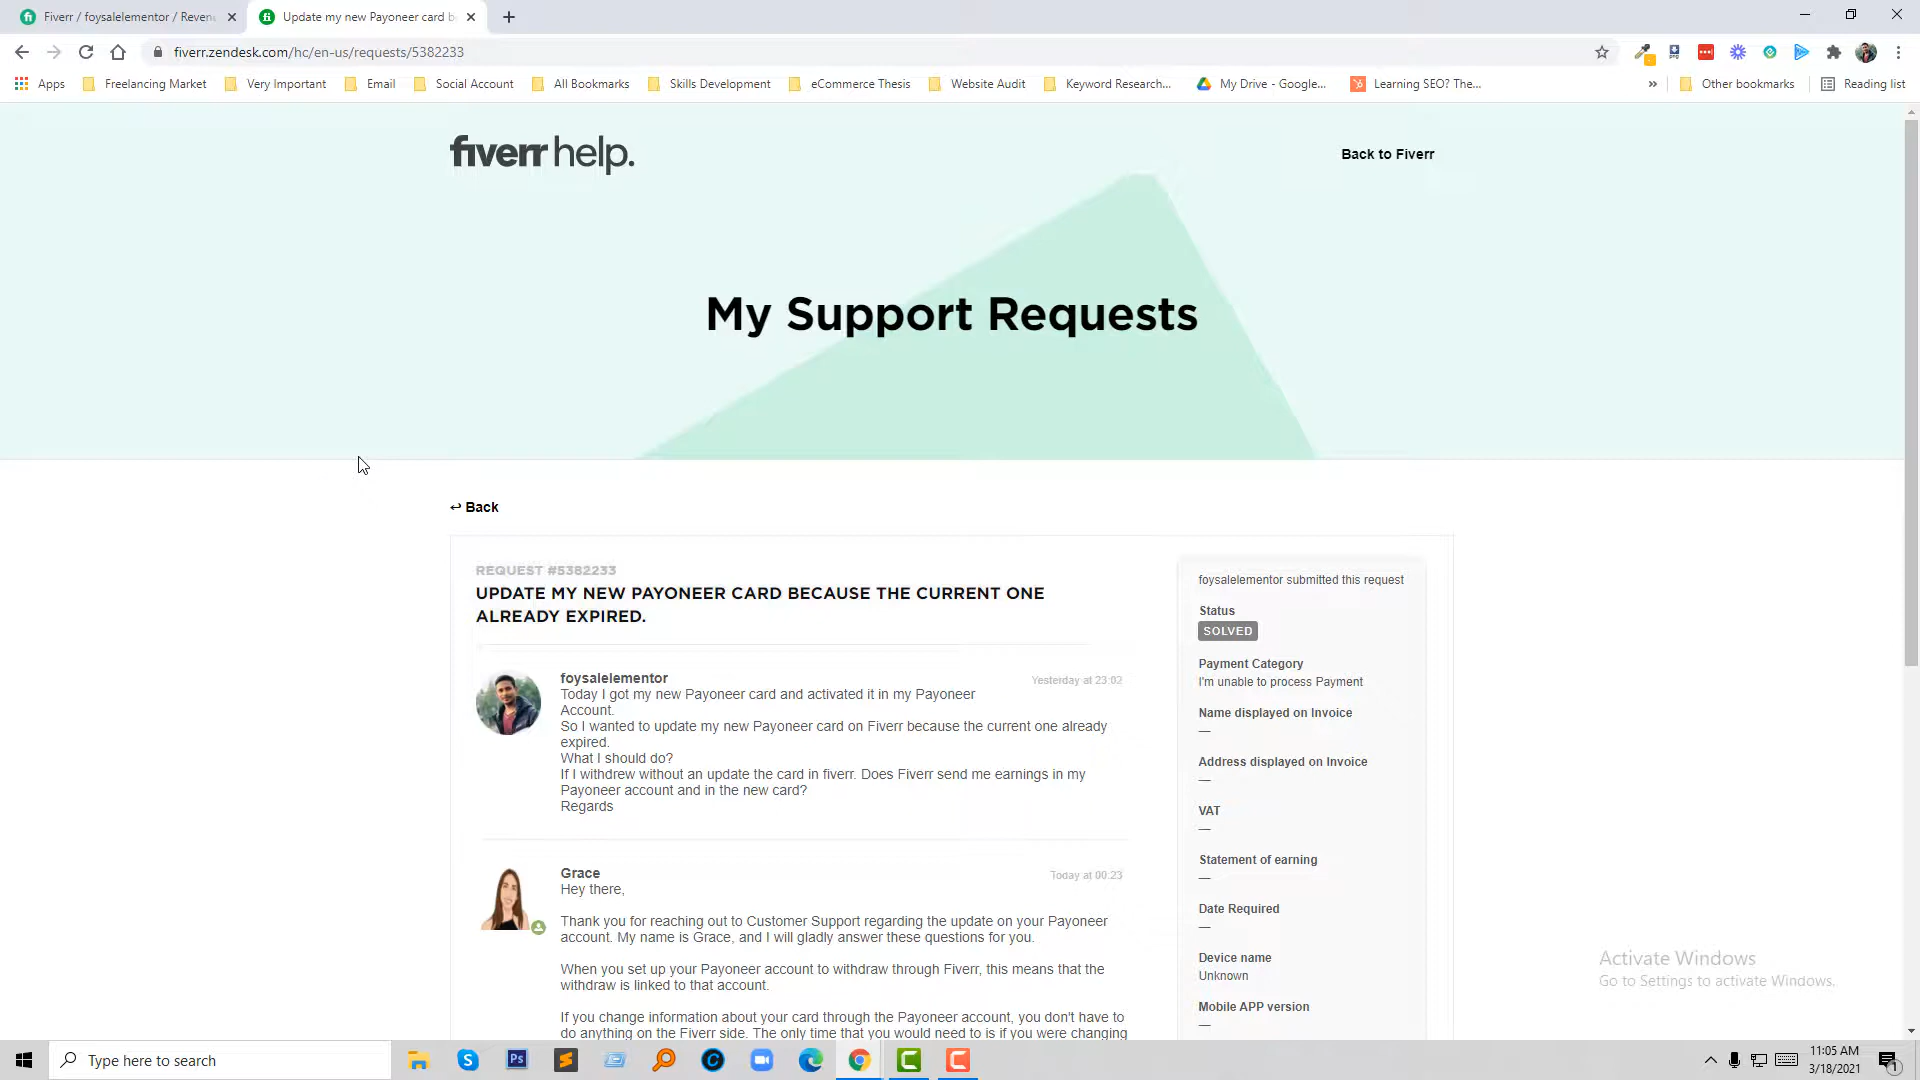 Fiverr / foysalelementor / Reven
Update my new Payoneer card b
fiverr.zendesk.com/hc/en-us/requests/5382233
Apps
Freelancing Market
Very Important
Email
Social Account
All Bookmarks
Skills Development
eCommerce Thesis
Website Audit
Keyword Research...
My Drive - Google...
Learning SEO? The...
»
Other bookmarks
Reading list
fiverr help.
Back to Fiverr
My Support Requests
↩ Back
REQUEST #5382233
UPDATE MY NEW PAYONEER CARD BECAUSE THE CURRENT ONE
ALREADY EXPIRED.
foysalelementor
Yesterday at 23:02
Today I got my new Payoneer card and activated it in my Payoneer
Account.
So I wanted to update my new Payoneer card on Fiverr because the current one already
expired.
What I should do?
If I withdrew without an update the card in fiverr. Does Fiverr send me earnings in my
Payoneer account and in the new card?
Regards
Grace
Today at 00:23
Hey there,
Thank you for reaching out to Customer Support regarding the update on your Payoneer
account. My name is Grace, and I will gladly answer these questions for you.
When you set up your Payoneer account to withdraw through Fiverr, this means that the
withdraw is linked to that account.
If you change information about your card through the Payoneer account, you don't have to
do anything on the Fiverr side. The only time that you would need to is if you were changing
foysalelementor submitted this request
Status
SOLVED
Payment Category
I'm unable to process Payment
Name displayed on Invoice
—
Address displayed on Invoice
—
VAT
—
Statement of earning
—
Date Required
—
Device name
Unknown
Mobile APP version
—
Activate Windows
Go to Settings to activate Windows.
Type here to search
Ps
11:05 AM
3/18/2021
1